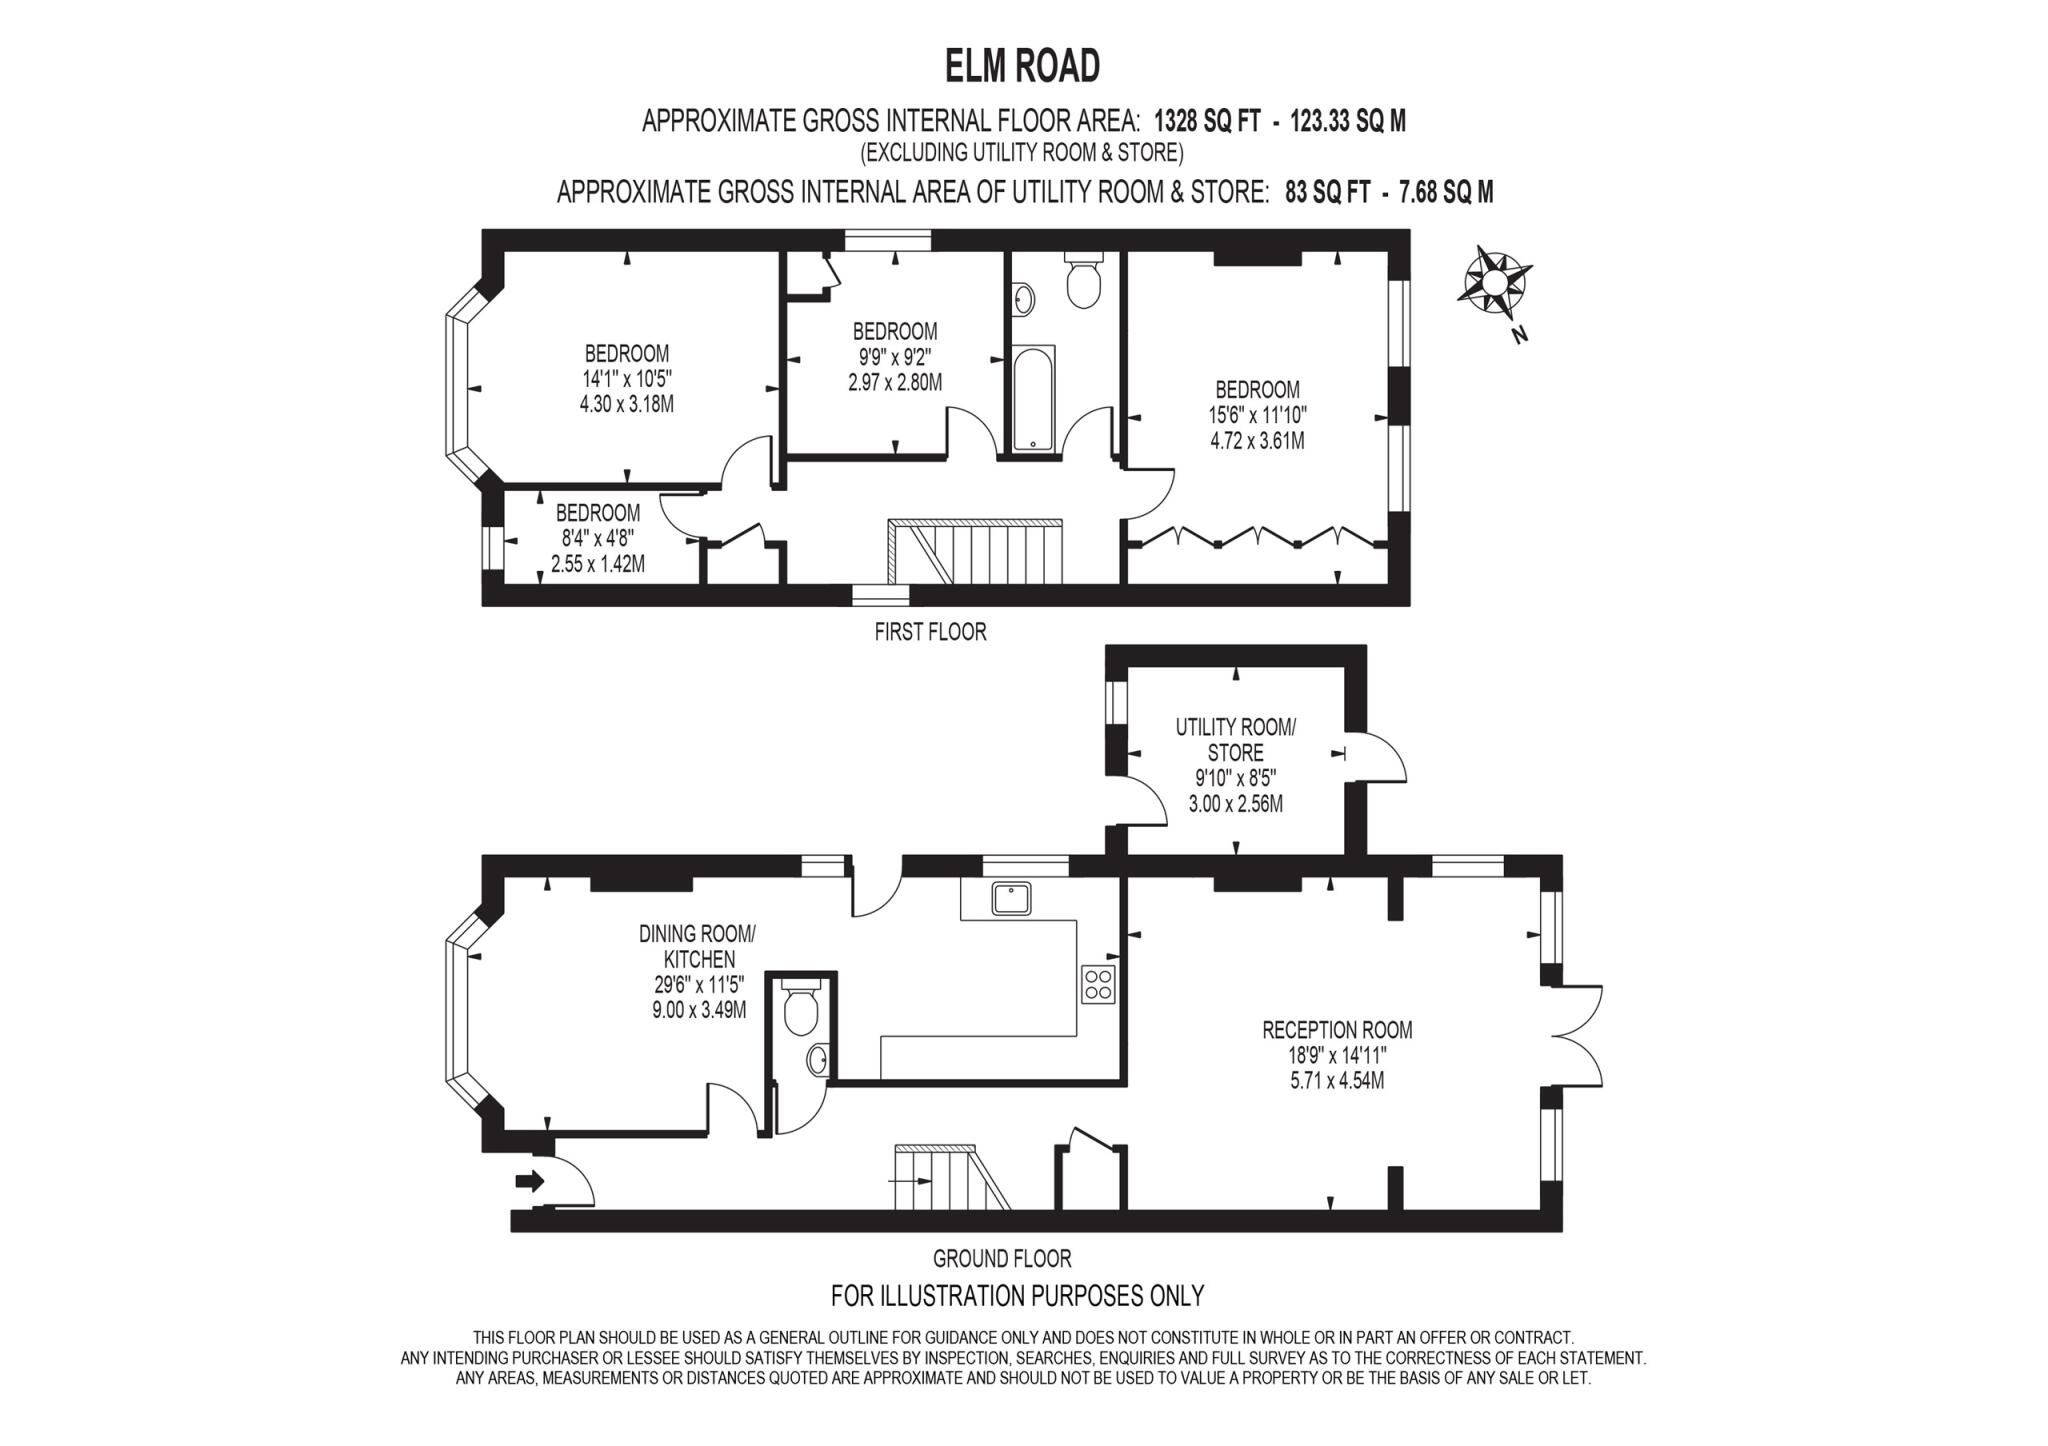 ELM ROAD
APPROXIMATE GROSS INTERNAL FLOOR AREA: 1328 SQ FT - 123.33 SQ M
(EXCLUDING UTILITY ROOM & STORE)
APPROXIMATE GROSS INTERNAL AREA OF UTILITY ROOM & STORE: 83 SQ FT - 7.68 SQ M
N
BEDROOM
14'1" x 10'5"
4.30 x 3.18M
BEDROOM
9'9" x 9'2"
2.97 x 2.80M
BEDROOM
15'6" x 11'10"
4.72 x 3.61M
BEDROOM
8'4" x 4'8"
2.55 x 1.42M
FIRST FLOOR
UTILITY ROOM/
STORE
9'10" x 8'5"
3.00 x 2.56M
DINING ROOM/
KITCHEN
29'6" x 11'5"
9.00 x 3.49M
RECEPTION ROOM
18'9" x 14'11"
5.71 x 4.54M
GROUND FLOOR
FOR ILLUSTRATION PURPOSES ONLY
THIS FLOOR PLAN SHOULD BE USED AS A GENERAL OUTLINE FOR GUIDANCE ONLY AND DOES NOT CONSTITUTE IN WHOLE OR IN PART AN OFFER OR CONTRACT.
ANY INTENDING PURCHASER OR LESSEE SHOULD SATISFY THEMSELVES BY INSPECTION, SEARCHES, ENQUIRIES AND FULL SURVEY AS TO THE CORRECTNESS OF EACH STATEMENT.
ANY AREAS, MEASUREMENTS OR DISTANCES QUOTED ARE APPROXIMATE AND SHOULD NOT BE USED TO VALUE A PROPERTY OR BE THE BASIS OF ANY SALE OR LET.